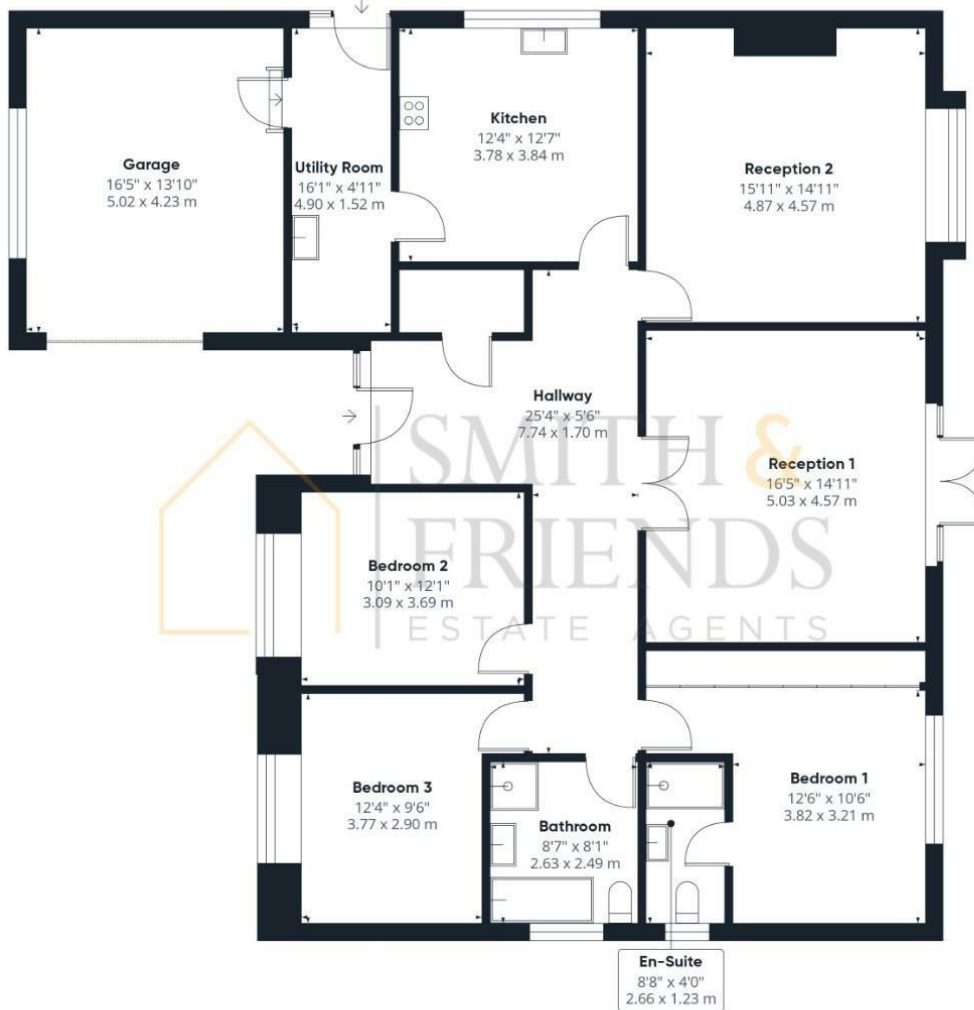 Garage
16'5" x 13'10"
5.02 x 4.23 m
Utility Room
16'1" x 4'11"
4.90 x 1.52 m
Kitchen
12'4" x 12'7"
3.78 x 3.84 m
Reception 2
15'11" x 14'11"
4.87 x 4.57 m
Hallway
25'4" x 5'6"
7.74 x 1.70 m
Reception 1
16'5" x 14'11"
5.03 x 4.57 m
SMITH &
FRIENDS
ESTATE AGENTS
Bedroom 2
10'1" x 12'1"
3.09 x 3.69 m
Bedroom 3
12'4" x 9'6"
3.77 x 2.90 m
Bathroom
8'7" x 8'1"
2.63 x 2.49 m
Bedroom 1
12'6" x 10'6"
3.82 x 3.21 m
En-Suite
8'8" x 4'0"
2.66 x 1.23 m